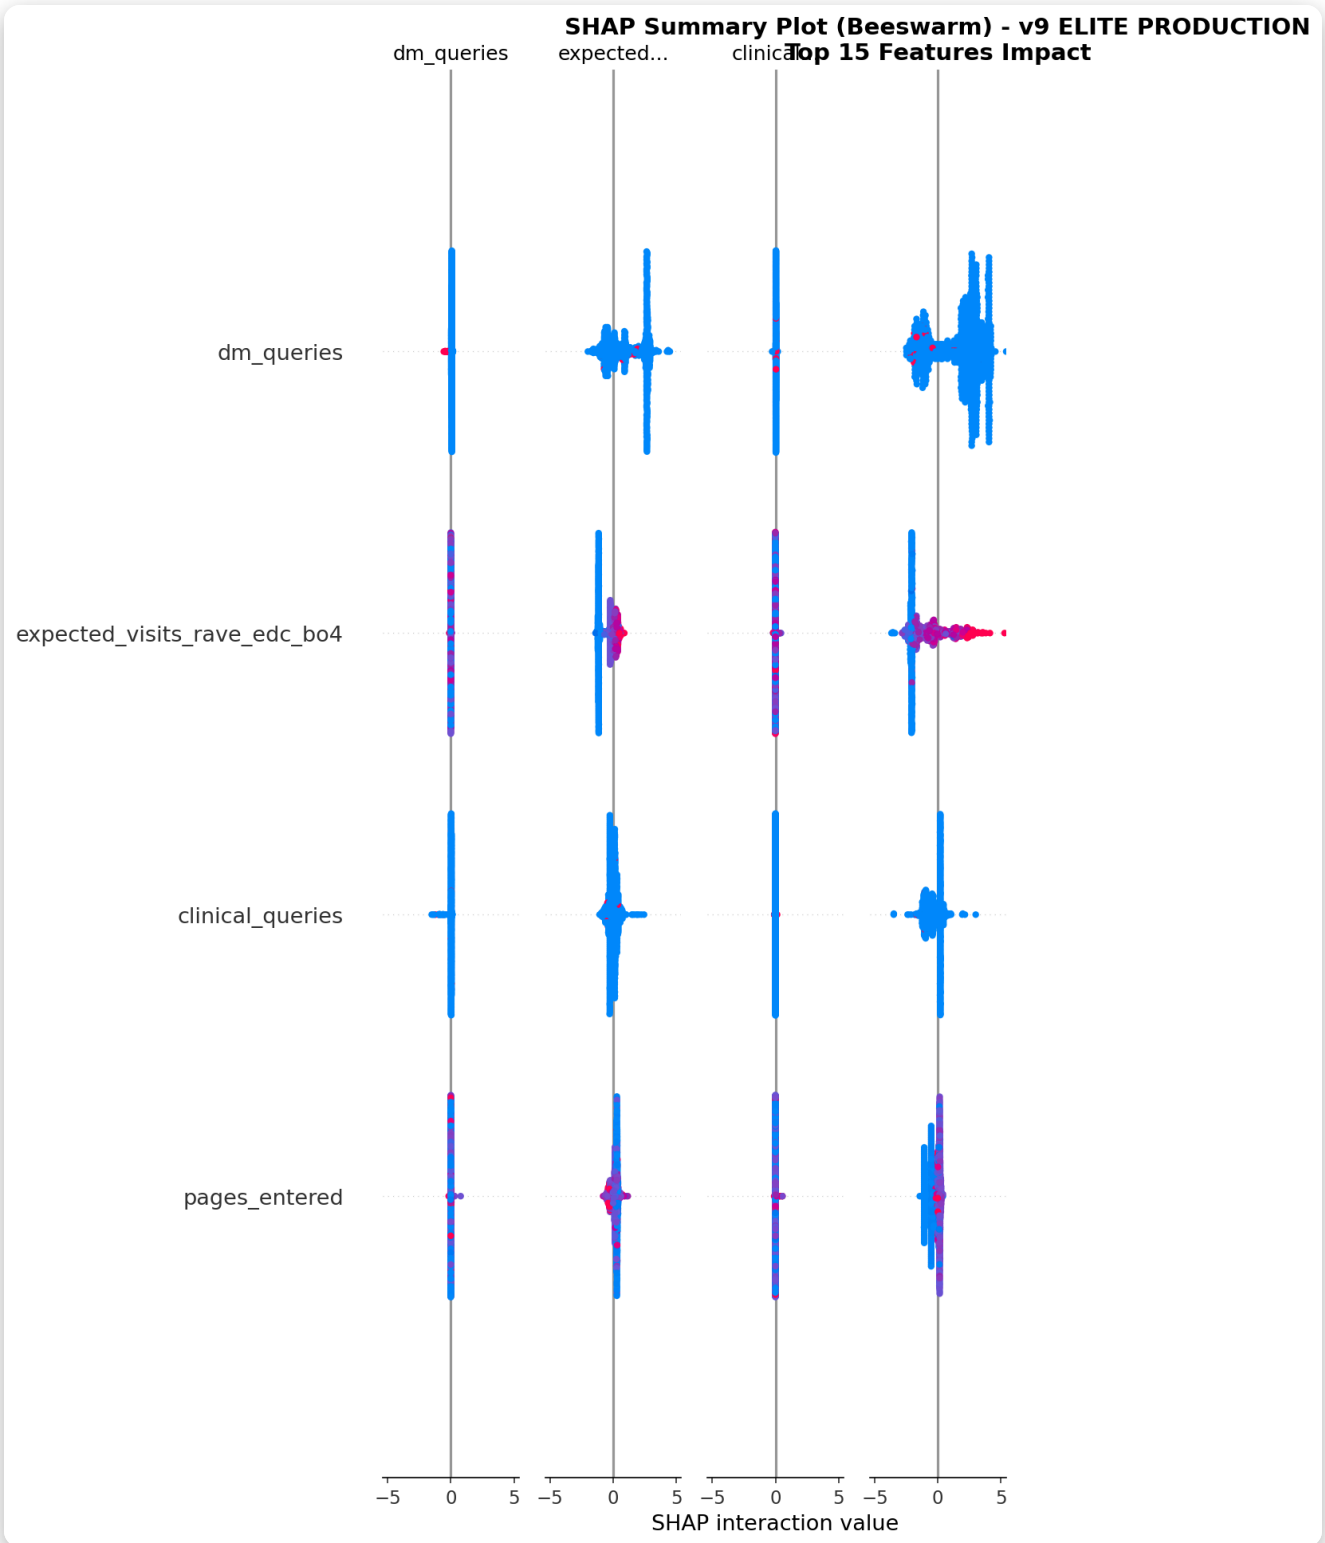 SHAP Summary Plot (Beeswarm) - v9 ELITE PRODUCTION
Top 15 Features Impact
dm_queries
expected...
clinical...
dm_queries
expected_visits_rave_edc_bo4
clinical_queries
pages_entered
−5 0 5 −5 0 5 −5 0 5 −5 0 5
SHAP interaction value